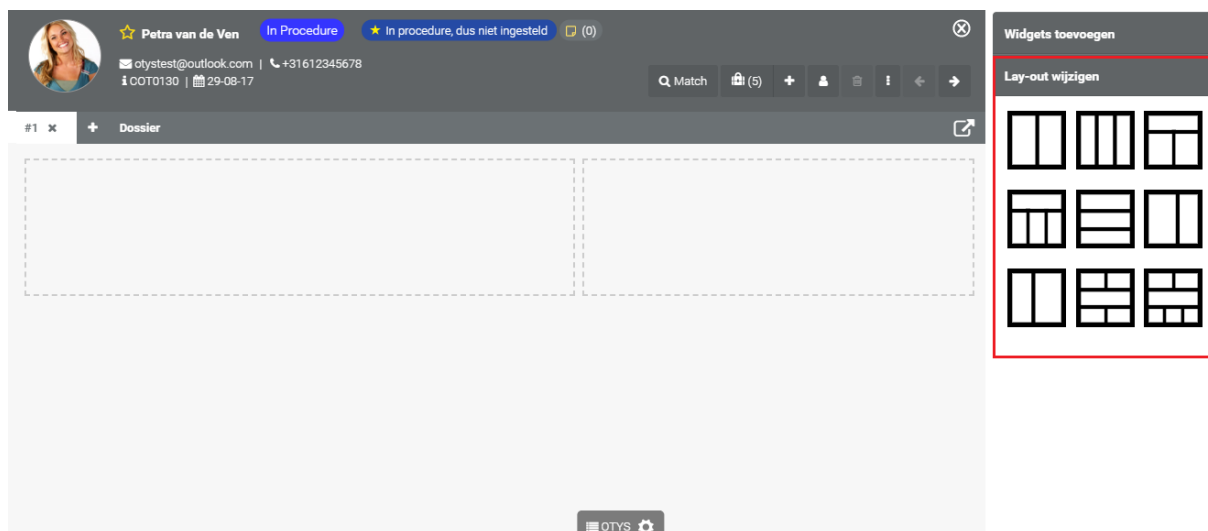 Petra van de Ven In Procedure ★ In procedure, dus niet ingesteld (0)
otystest@outlook.com | +31612345678
COT0130 | 29-08-17
Match (5)
#1 Dossier
OTYS
Widgets toevoegen
Lay-out wijzigen